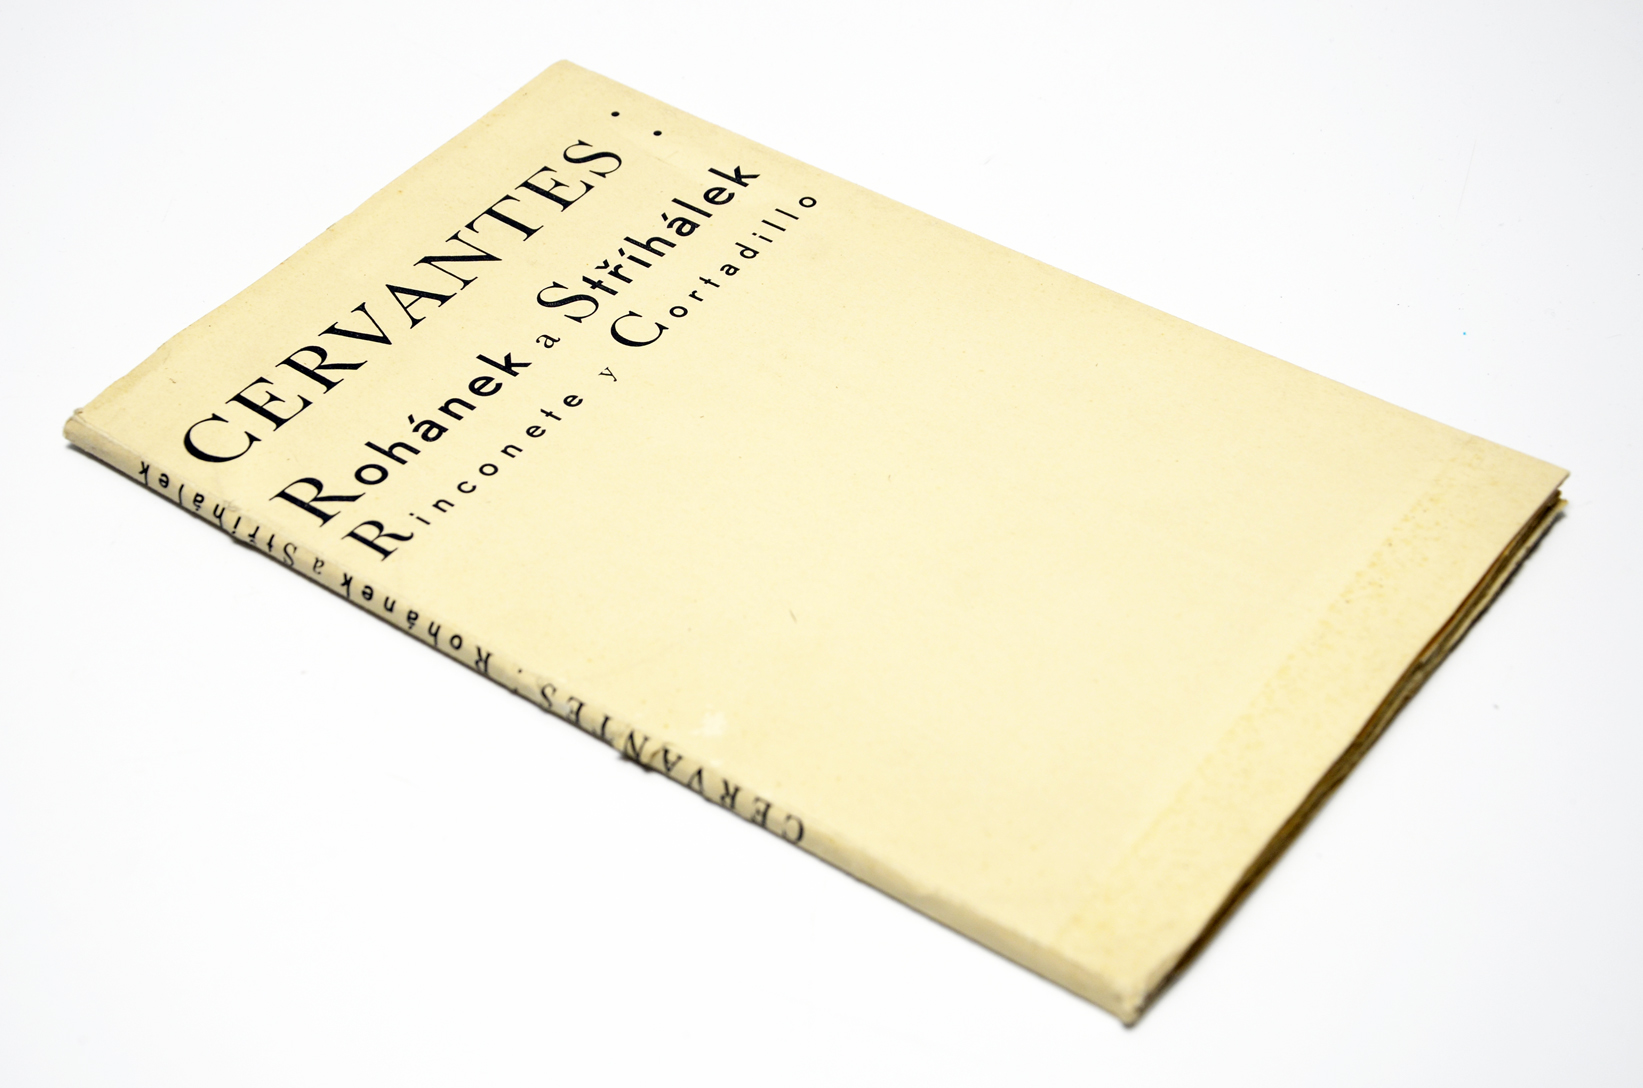 CERVANTES :
Rohánek a Stříhálek
Rinconete y Cortadillo
CERVANTES : Rohánek a Stříhálek